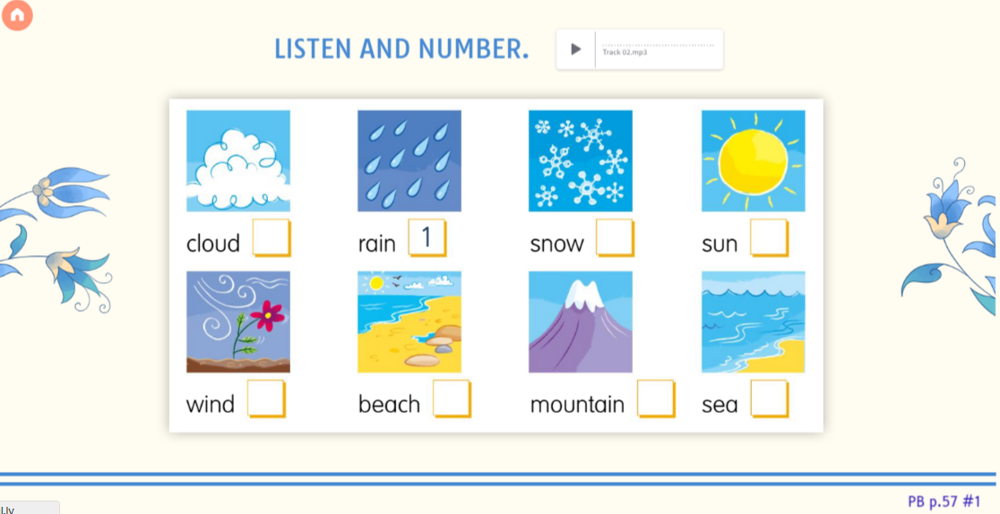 LISTEN AND NUMBER.
Track 02.mp3
cloud
rain 1
snow
sun
wind
beach
mountain
sea
PB p.57 #1